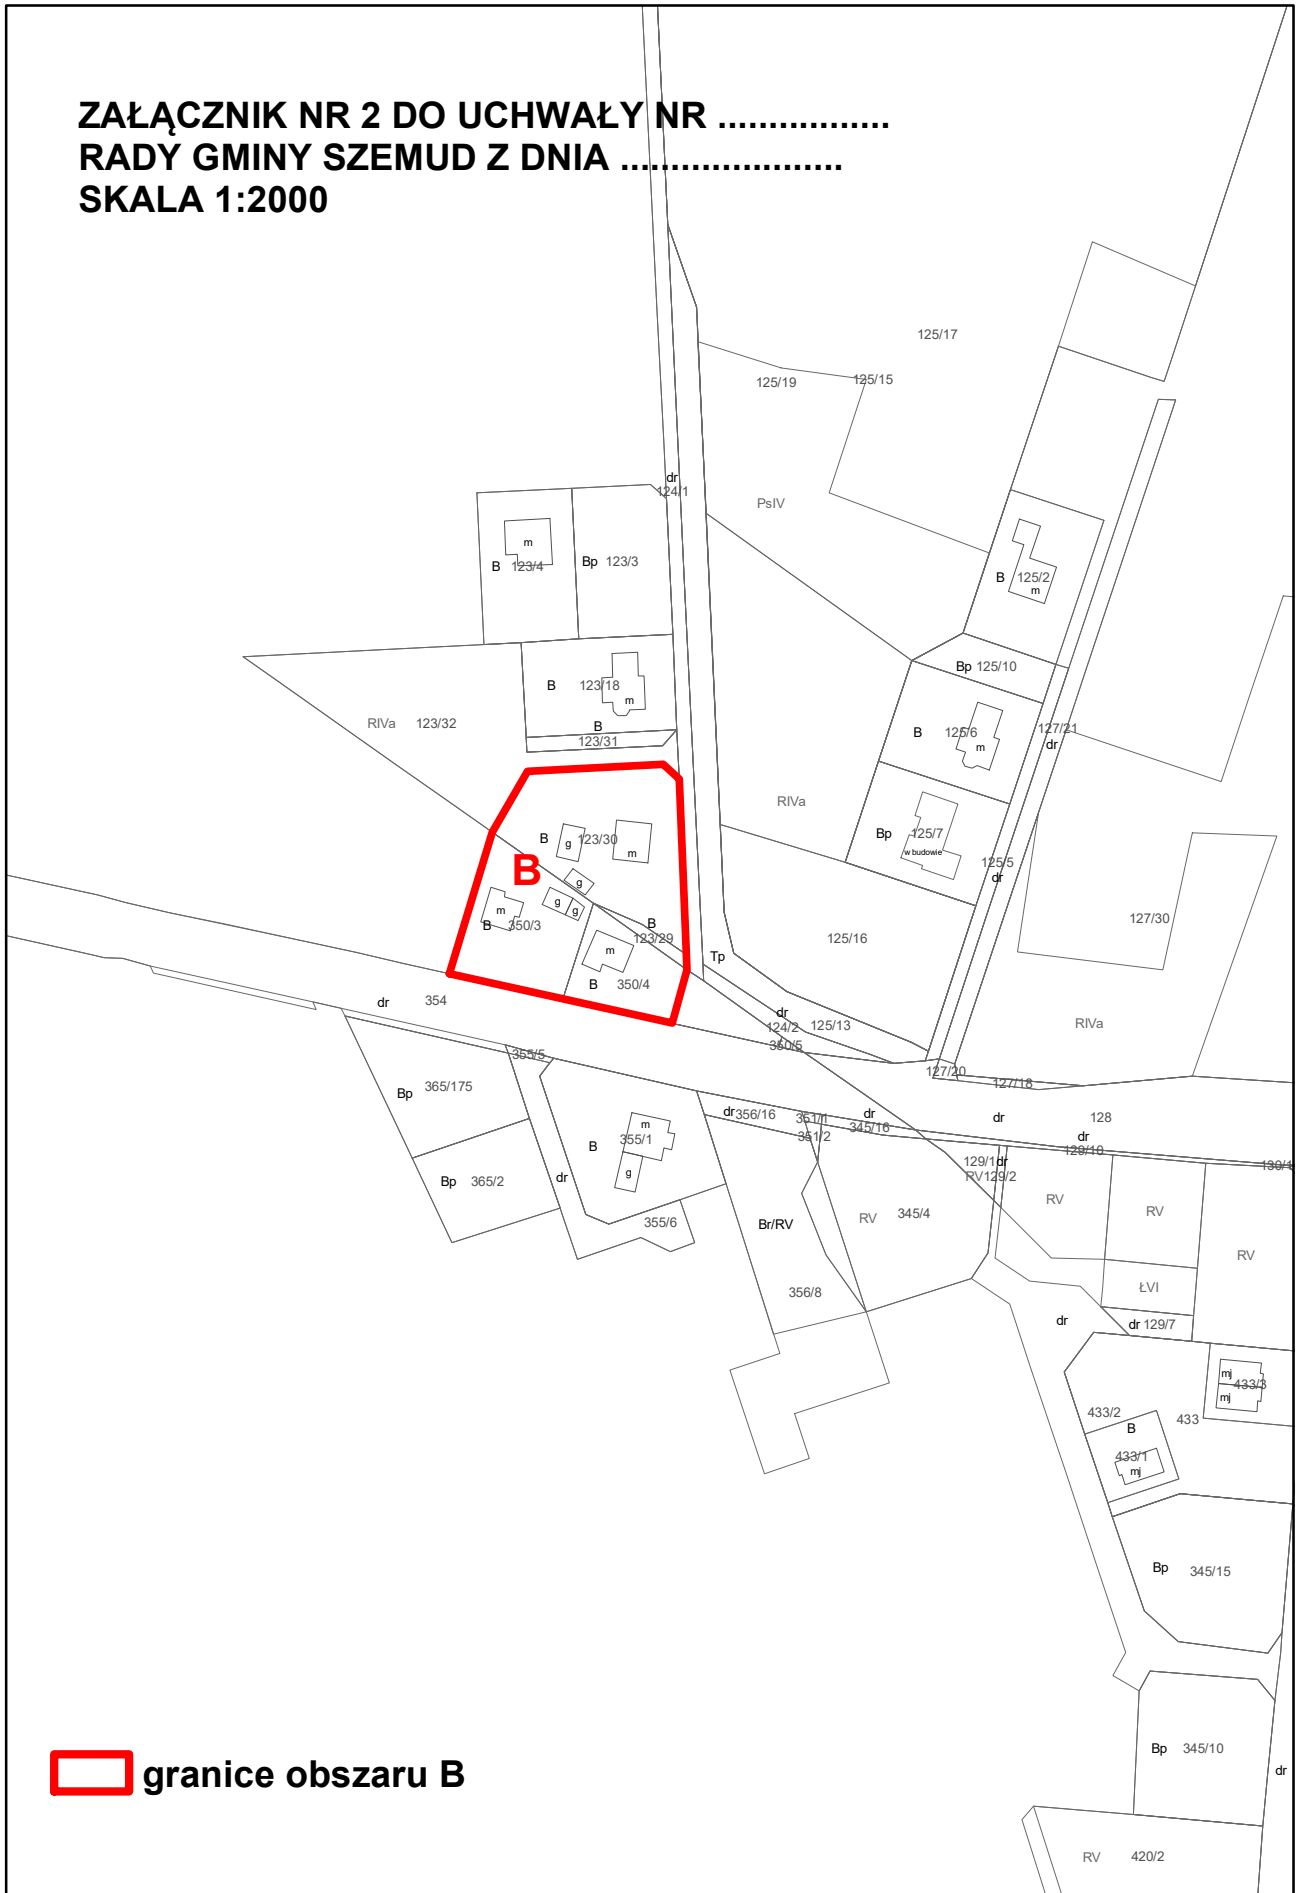 ZAŁĄCZNIK NR 2 DO UCHWAŁY NR .................
RADY GMINY SZEMUD Z DNIA ......................
SKALA 1:2000
125/17
125/19
125/15
dr
124/1
PsIV
m
B 123/4
Bp 123/3
B 125/2
m
Bp 125/10
B 123/18
m
RIVa 123/32
B
123/31
B 125/6
m
127/21
dr
RIVa
Bp 125/7
w budowie
125/5
dr
B 123/30
g
m
B
g
g
g
m
B 350/3
B
123/29
m
B 350/4
127/30
125/16
Tp
dr
124/2
125/13
350/5
RIVa
dr 354
355/5
127/20
127/18
Bp 365/175
dr 356/16
351/1
351/2
dr
345/16
dr
128
dr
129/10
130/1
m
B 355/1
g
129/1
dr
RV 129/2
Bp 365/2
dr
RV
RV
RV
355/6
Br/RV
RV 345/4
ŁVI
356/8
dr
dr 129/7
mj
433/3
mj
433/2
433
B
433/1
mj
Bp 345/15
Bp 345/10
dr
granice obszaru B
RV 420/2